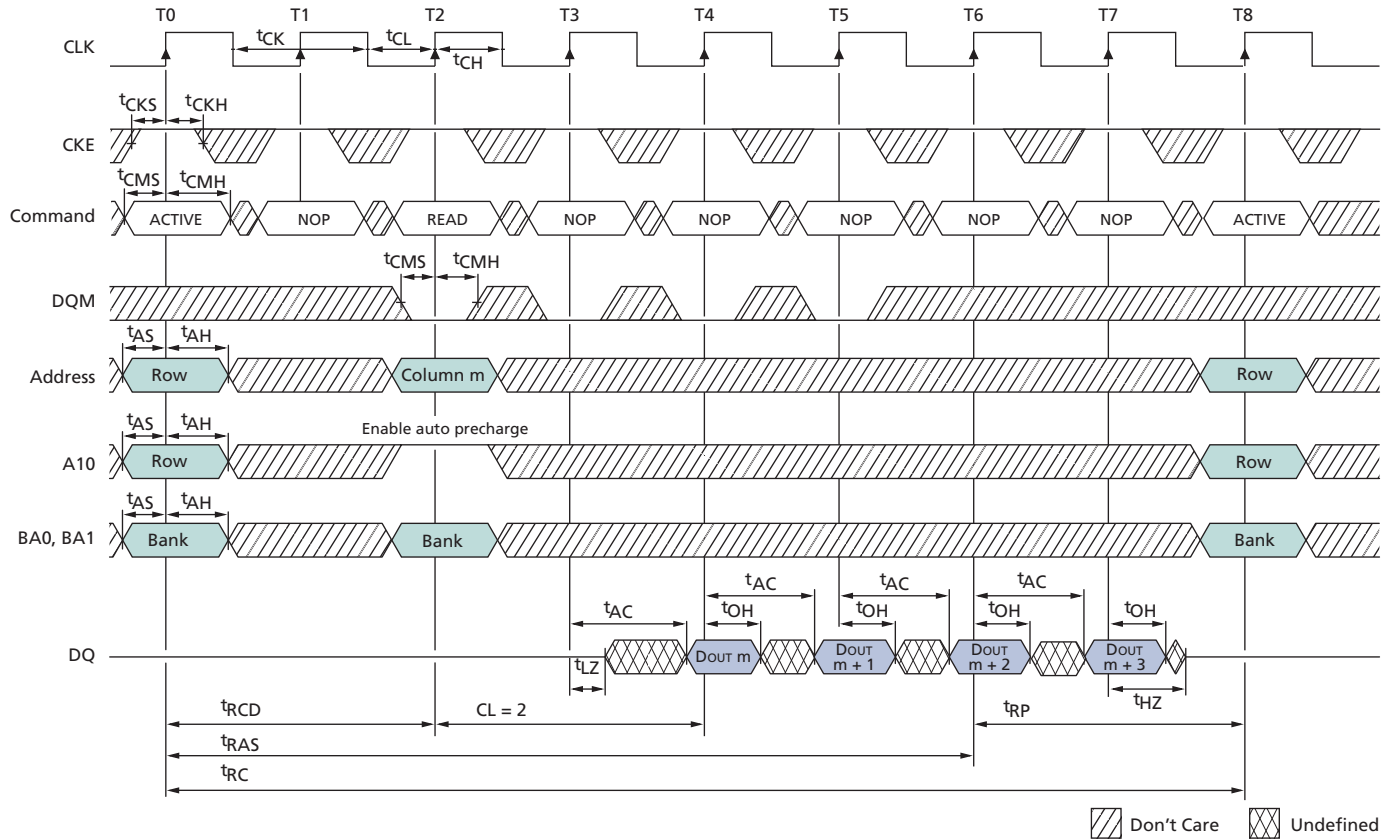 T0 T1 T2 T3 T4 T5 T6 T7 T8
CLK
tCK tCL
tCH
tCKS tCKH
CKE
tCMS tCMH
Command ACTIVE NOP READ NOP NOP NOP NOP NOP ACTIVE
tCMS tCMH
DQM
tAS tAH
Address Row Column m Row
tAS tAH Enable auto precharge
A10 Row Row
tAS tAH
BA0, BA1 Bank Bank Bank
tAC tAC tAC
tAC tOH tOH tOH tOH
DQ DOUT m DOUT m + 1 DOUT m + 2 DOUT m + 3
tLZ tHZ
tRCD CL = 2 tRP
tRAS
tRC
Don't Care Undefined